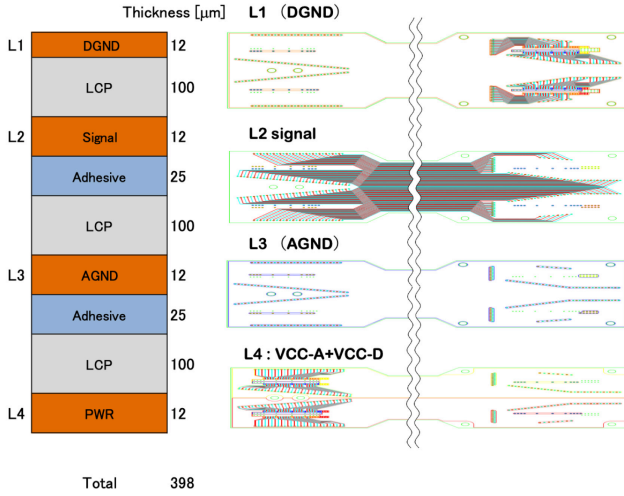 Thickness [μm]
L1 DGND 12
LCP 100
L2 Signal 12
Adhesive 25
LCP 100
L3 AGND 12
Adhesive 25
LCP 100
L4 PWR 12
Total 398
L1 （DGND）
L2 signal
L3 （AGND）
L4 : VCC-A+VCC-D